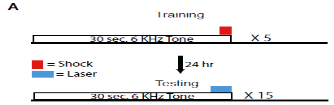 A
Training
30 sec, 6 KHz Tone X 5
24 hr
= Shock
= Laser
Testing
30 sec, 6 KHz Tone X 15